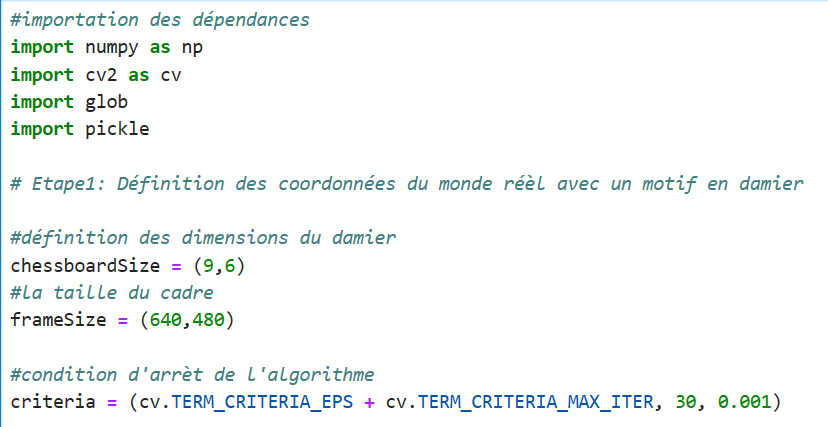 #importation des dépendances
import numpy as np
import cv2 as cv
import glob
import pickle
# Etape1: Définition des coordonnées du monde réèl avec un motif en damier
#définition des dimensions du damier
chessboardSize = (9,6)
#la taille du cadre
frameSize = (640,480)
#condition d'arrèt de l'algorithme
criteria = (cv.TERM_CRITERIA_EPS + cv.TERM_CRITERIA_MAX_ITER, 30, 0.001)